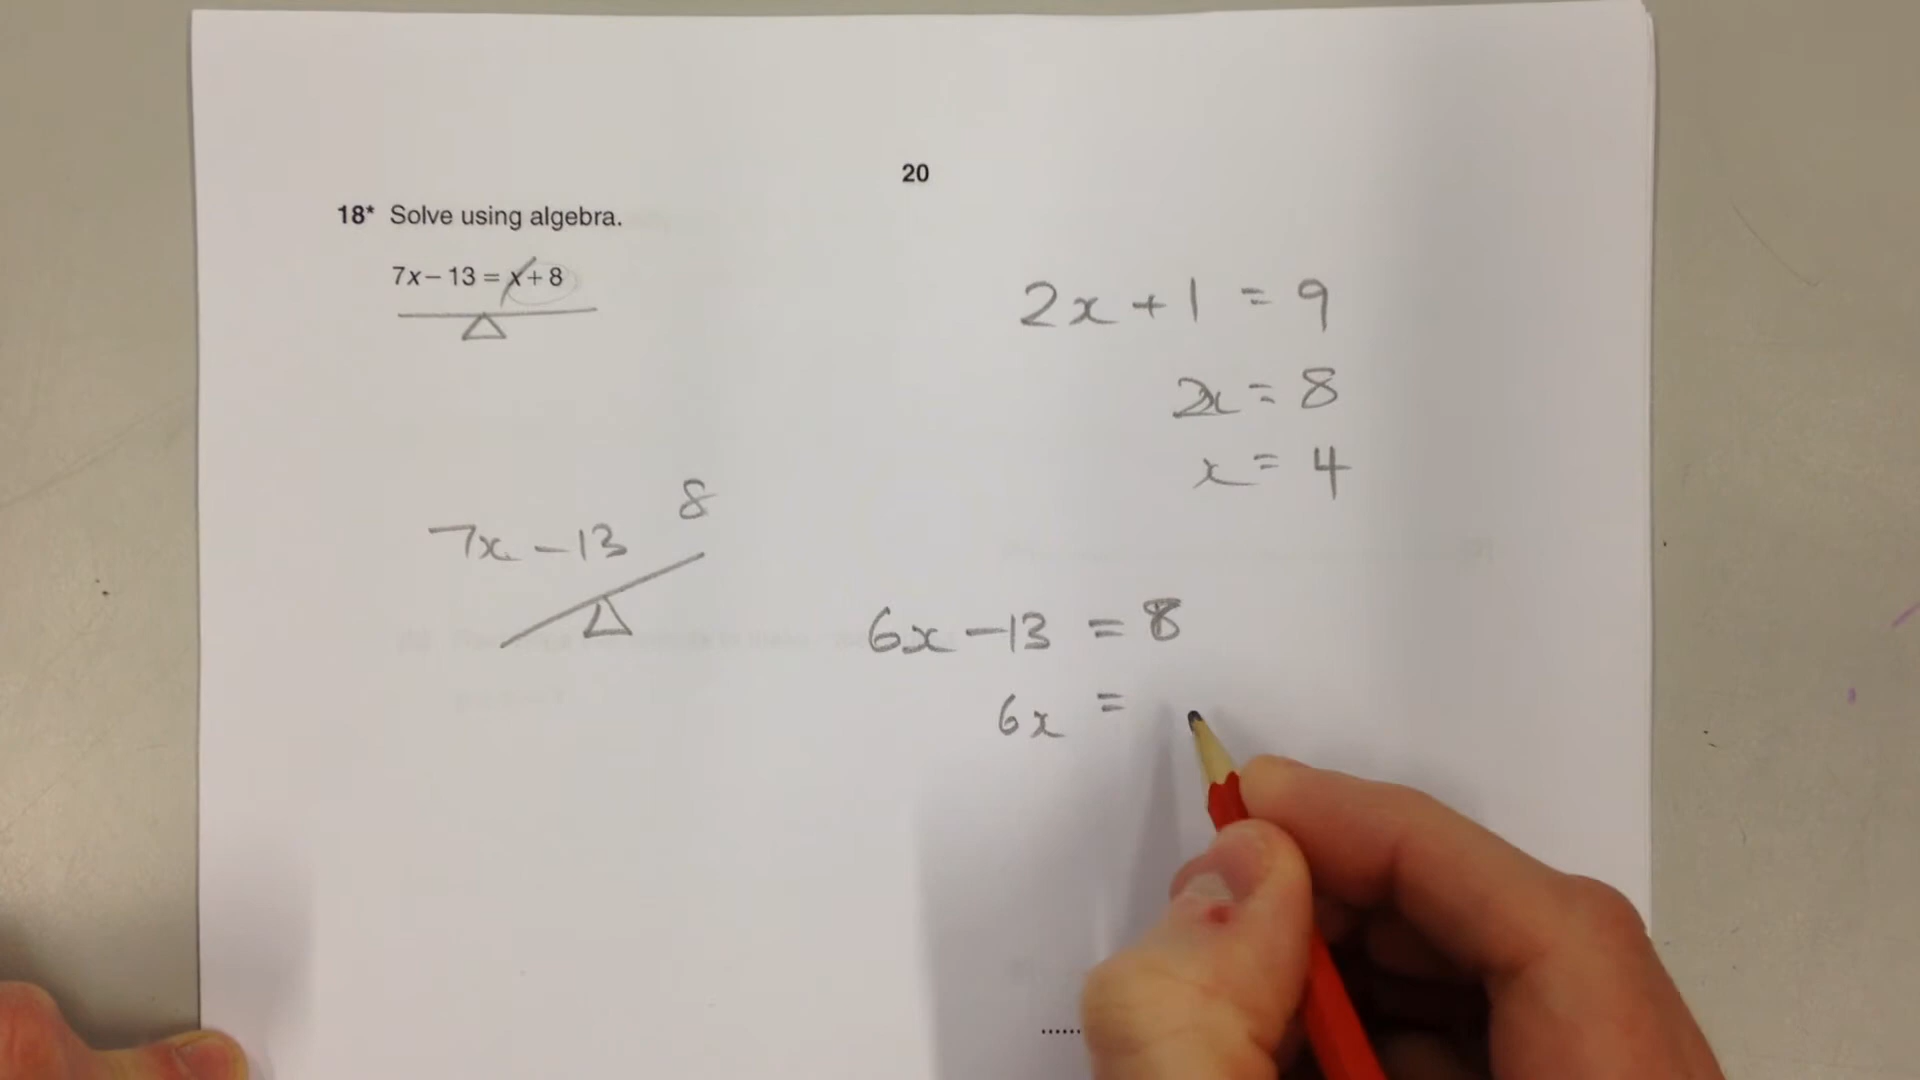 20
18* Solve using algebra.
7x – 13 = x + 8
2x + 1 = 9
2x = 8
x = 4
7x – 13 8
6x – 13 = 8
6x =